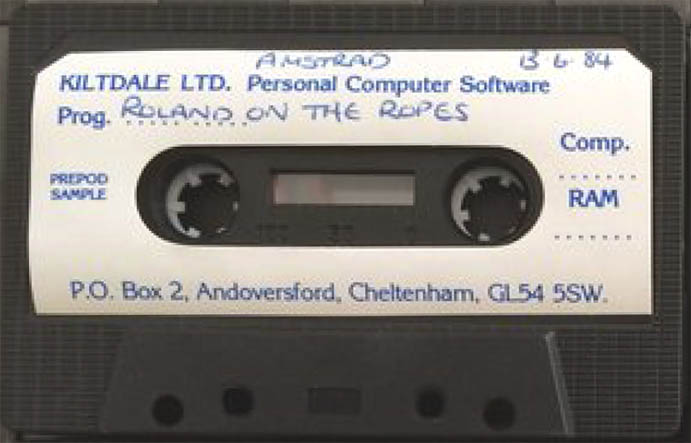 AMSTRAD 13 6 84
KILTDALE LTD. Personal Computer Software
Prog. ROLAND ON THE ROPES
Comp.
PREPOD
SAMPLE
RAM
P.O. Box 2, Andoversford, Cheltenham, GL54 5SW.